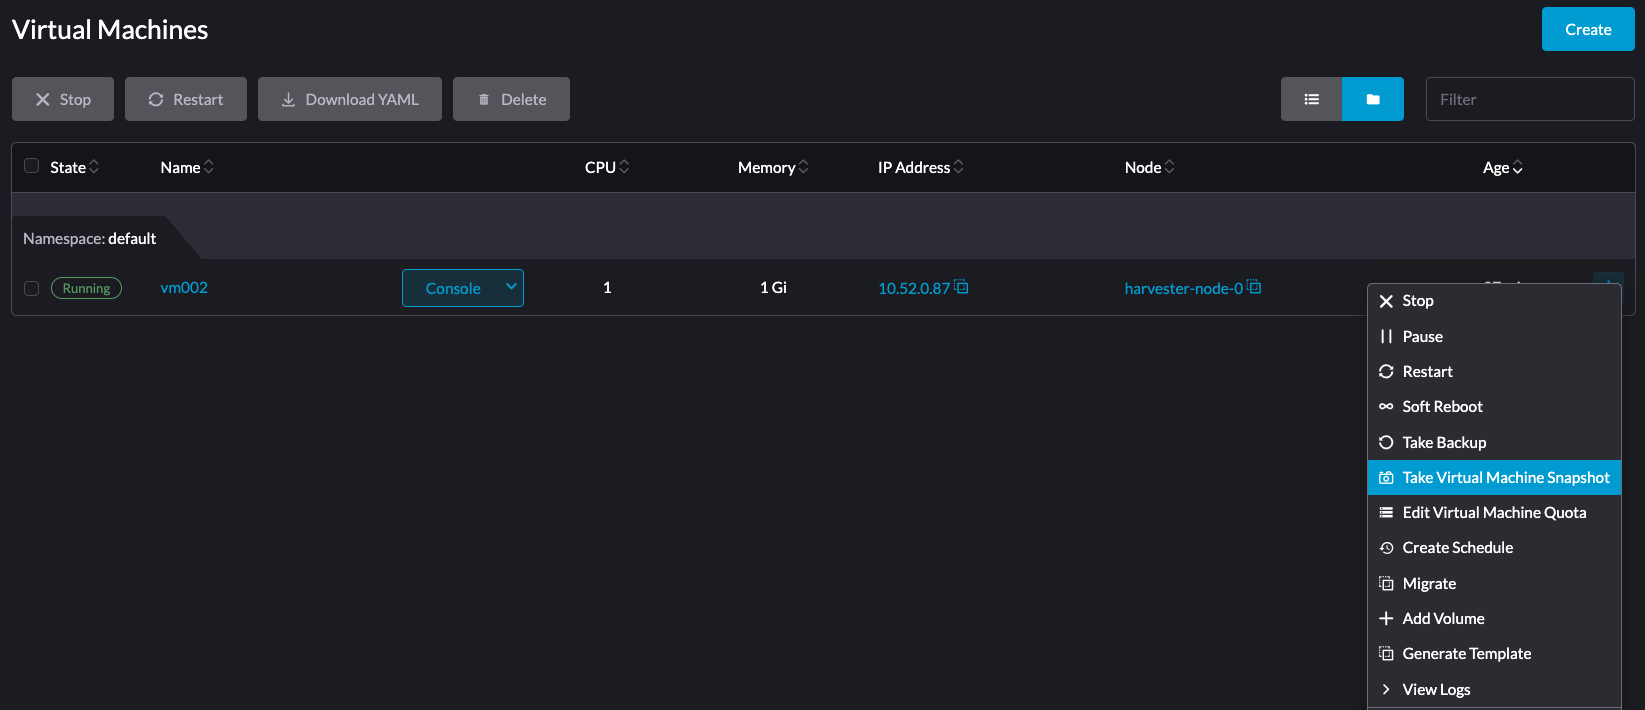 Virtual Machines
Create
Stop Restart Download YAML Delete
Filter
State Name CPU Memory IP Address Node Age
Namespace: default
Running vm002 Console 1 1 Gi 10.52.0.87 harvester-node-0
Stop
Pause
Restart
Soft Reboot
Take Backup
Take Virtual Machine Snapshot
Edit Virtual Machine Quota
Create Schedule
Migrate
Add Volume
Generate Template
View Logs